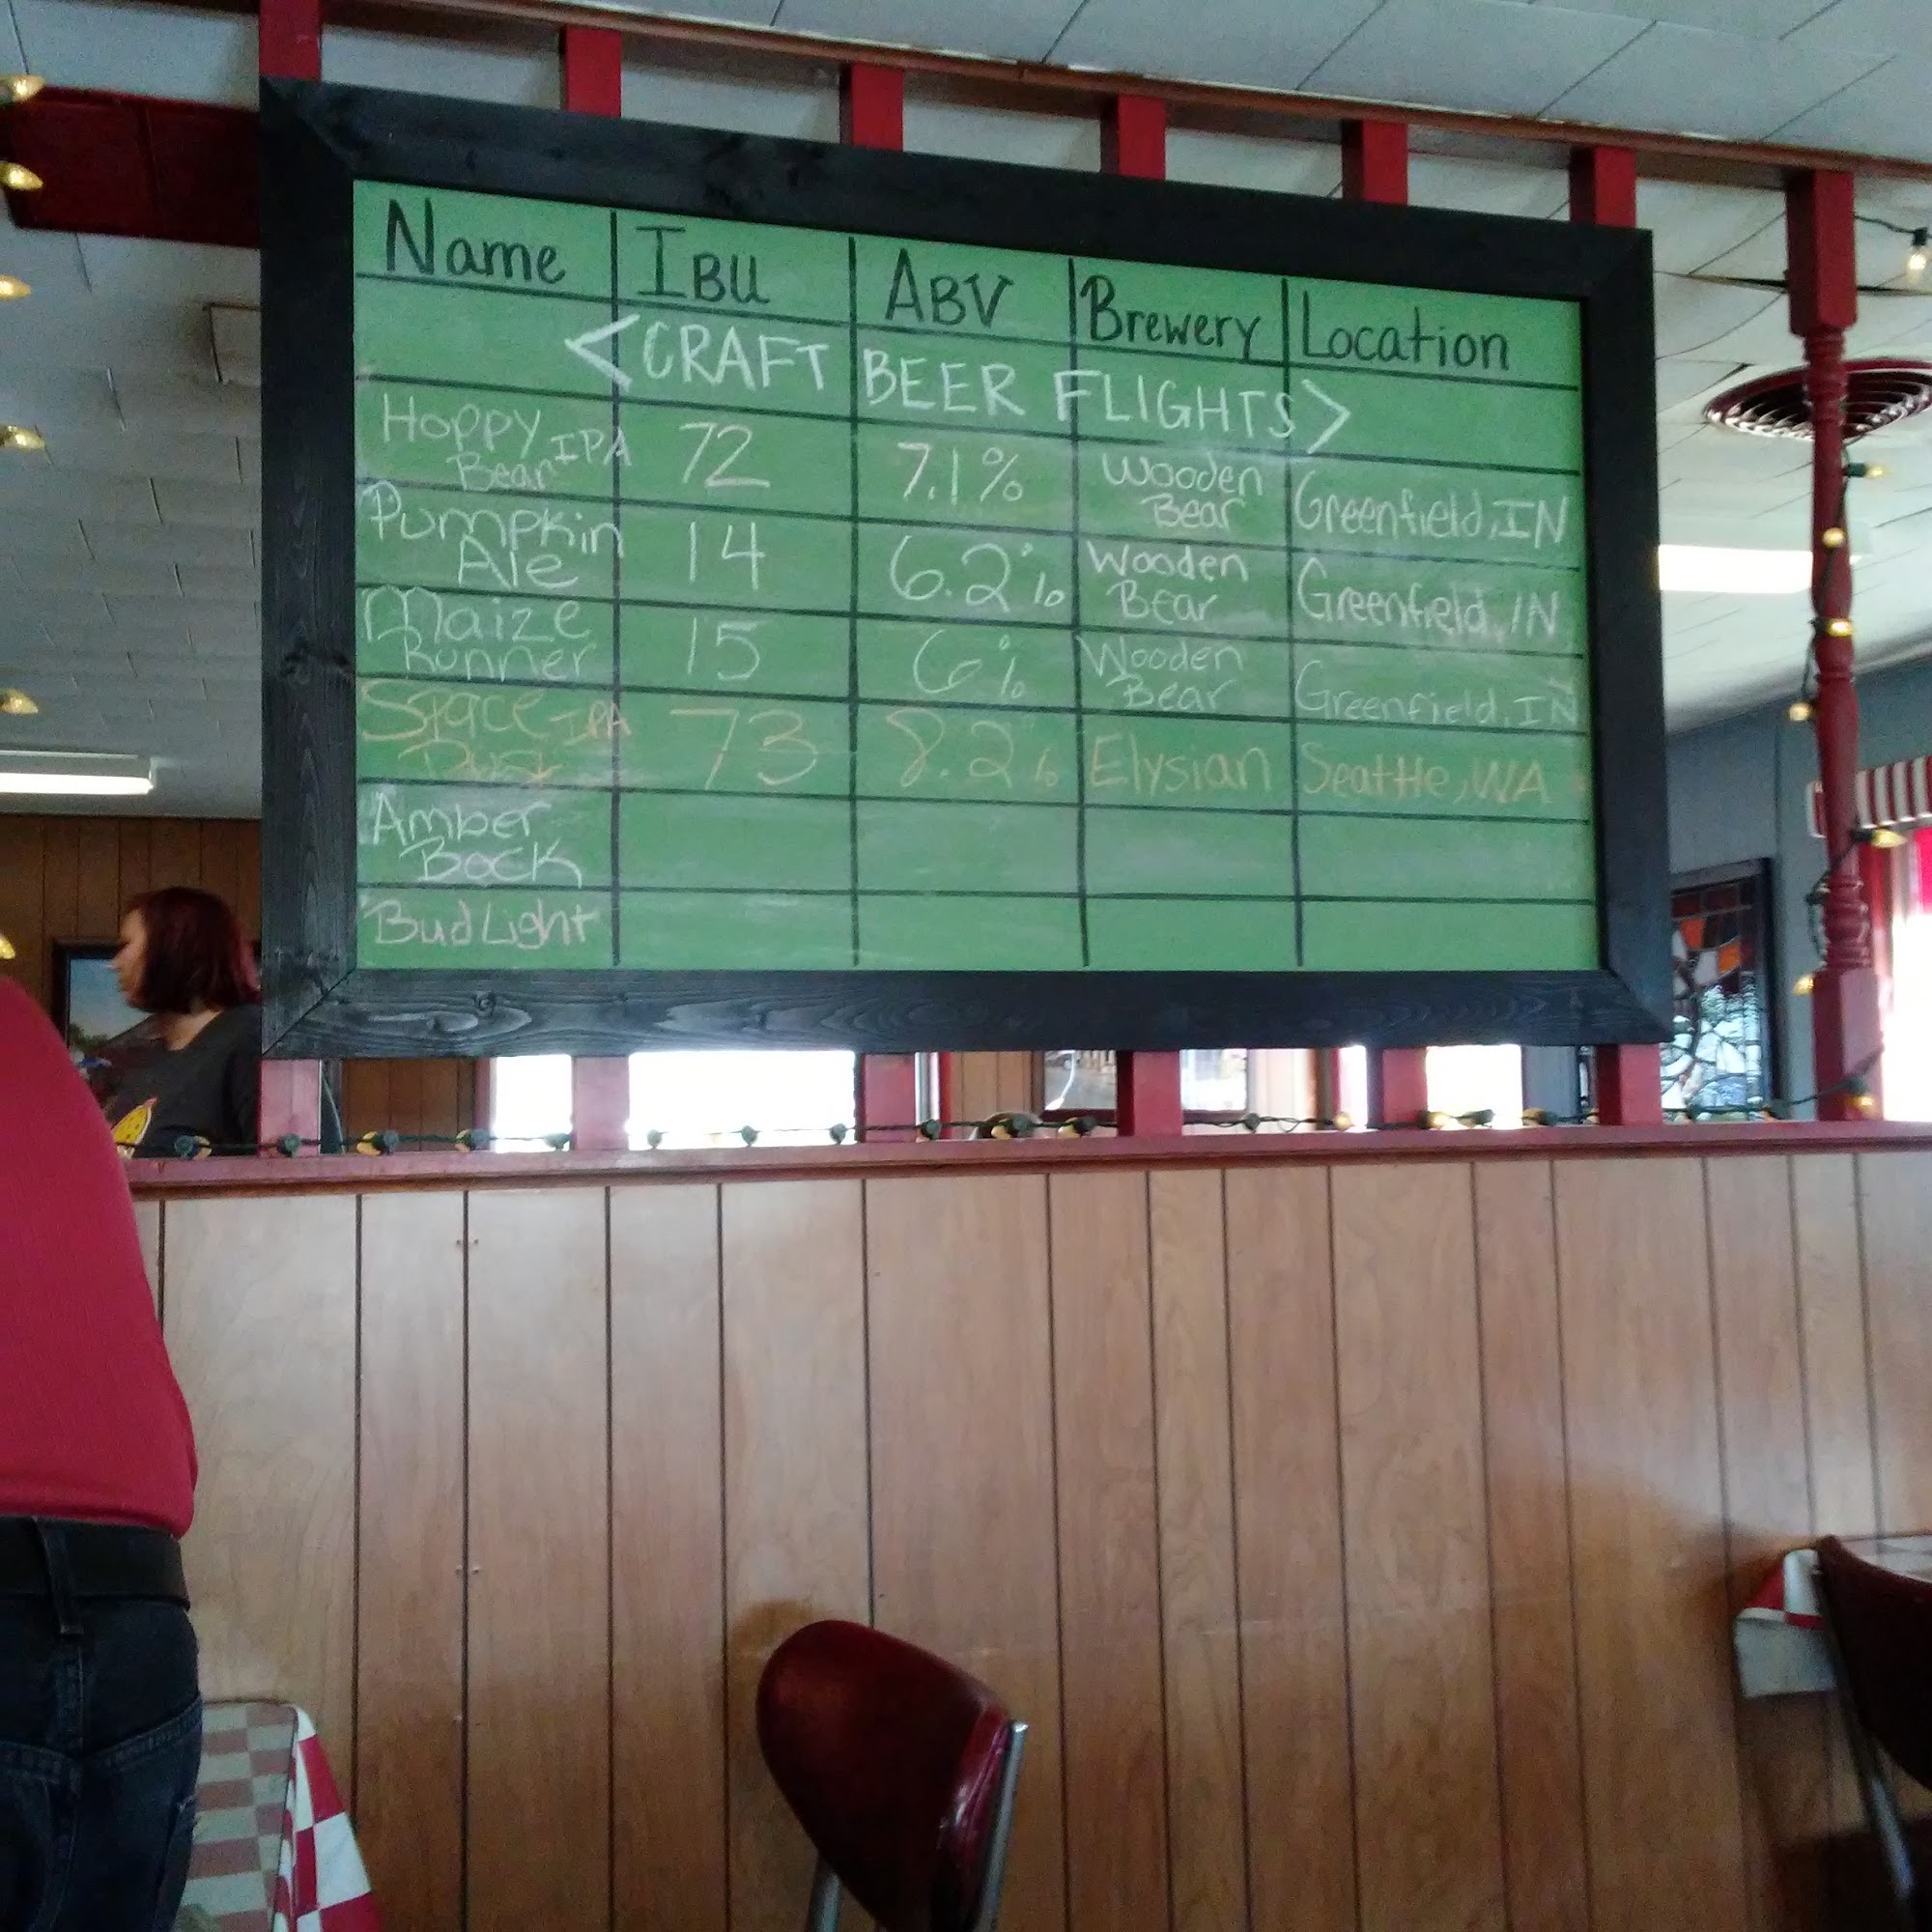 Name IBU ABV Brewery Location
<CRAFT BEER FLIGHTS>
Hoppy Bear IPA 72 7.1% Wooden Bear Greenfield, IN
Pumpkin Ale 14 6.2% Wooden Bear Greenfield, IN
Maize Runner 15 6% Wooden Bear Greenfield, IN
Space Dust IPA 73 8.2% Elysian Seattle, WA
Amber Bock
Bud Light